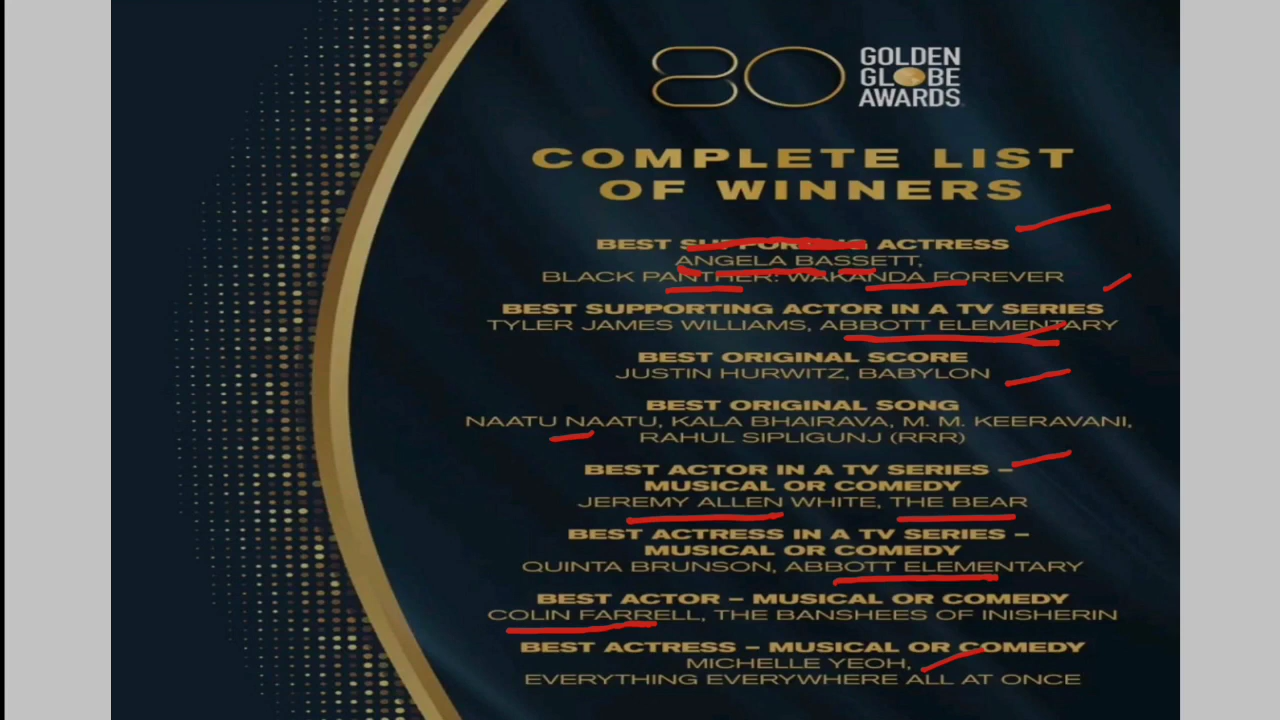 80
GOLDEN
GLOBE
AWARDS
COMPLETE LIST
OF WINNERS
BEST SUPPORTING ACTRESS
ANGELA BASSETT,
BLACK PANTHER: WAKANDA FOREVER
BEST SUPPORTING ACTOR IN A TV SERIES
TYLER JAMES WILLIAMS, ABBOTT ELEMENTARY
BEST ORIGINAL SCORE
JUSTIN HURWITZ, BABYLON
BEST ORIGINAL SONG
NAATU NAATU, KALA BHAIRAVA, M. M. KEERAVANI,
RAHUL SIPLIGUNJ (RRR)
BEST ACTOR IN A TV SERIES –
MUSICAL OR COMEDY
JEREMY ALLEN WHITE, THE BEAR
BEST ACTRESS IN A TV SERIES –
MUSICAL OR COMEDY
QUINTA BRUNSON, ABBOTT ELEMENTARY
BEST ACTOR – MUSICAL OR COMEDY
COLIN FARRELL, THE BANSHEES OF INISHERIN
BEST ACTRESS – MUSICAL OR COMEDY
MICHELLE YEOH,
EVERYTHING EVERYWHERE ALL AT ONCE